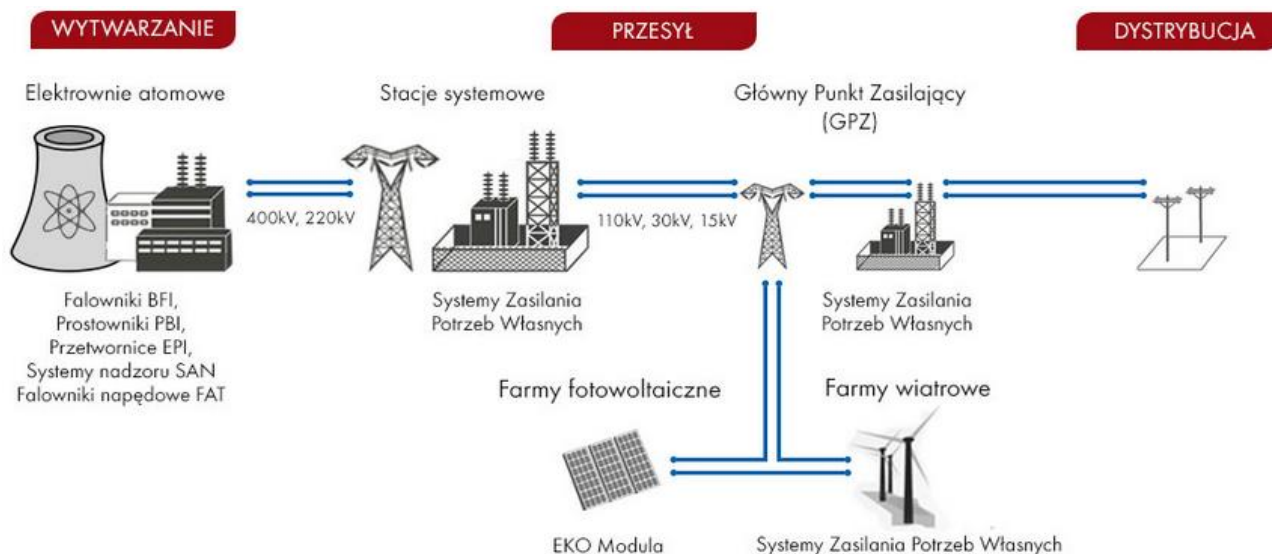 WYTWARZANIE
PRZESYŁ
DYSTRYBUCJA
Elektrownie atomowe
Stacje systemowe
Główny Punkt Zasilający
(GPZ)
400kV, 220kV
110kV, 30kV, 15kV
Falowniki BFI,
Prostowniki PBI,
Przetwornice EPI,
Systemy nadzoru SAN
Falowniki napędowe FAT
Systemy Zasilania
Potrzeb Własnych
Systemy Zasilania
Potrzeb Własnych
Farmy fotowoltaiczne
Farmy wiatrowe
EKO Modula
Systemy Zasilania Potrzeb Własnych